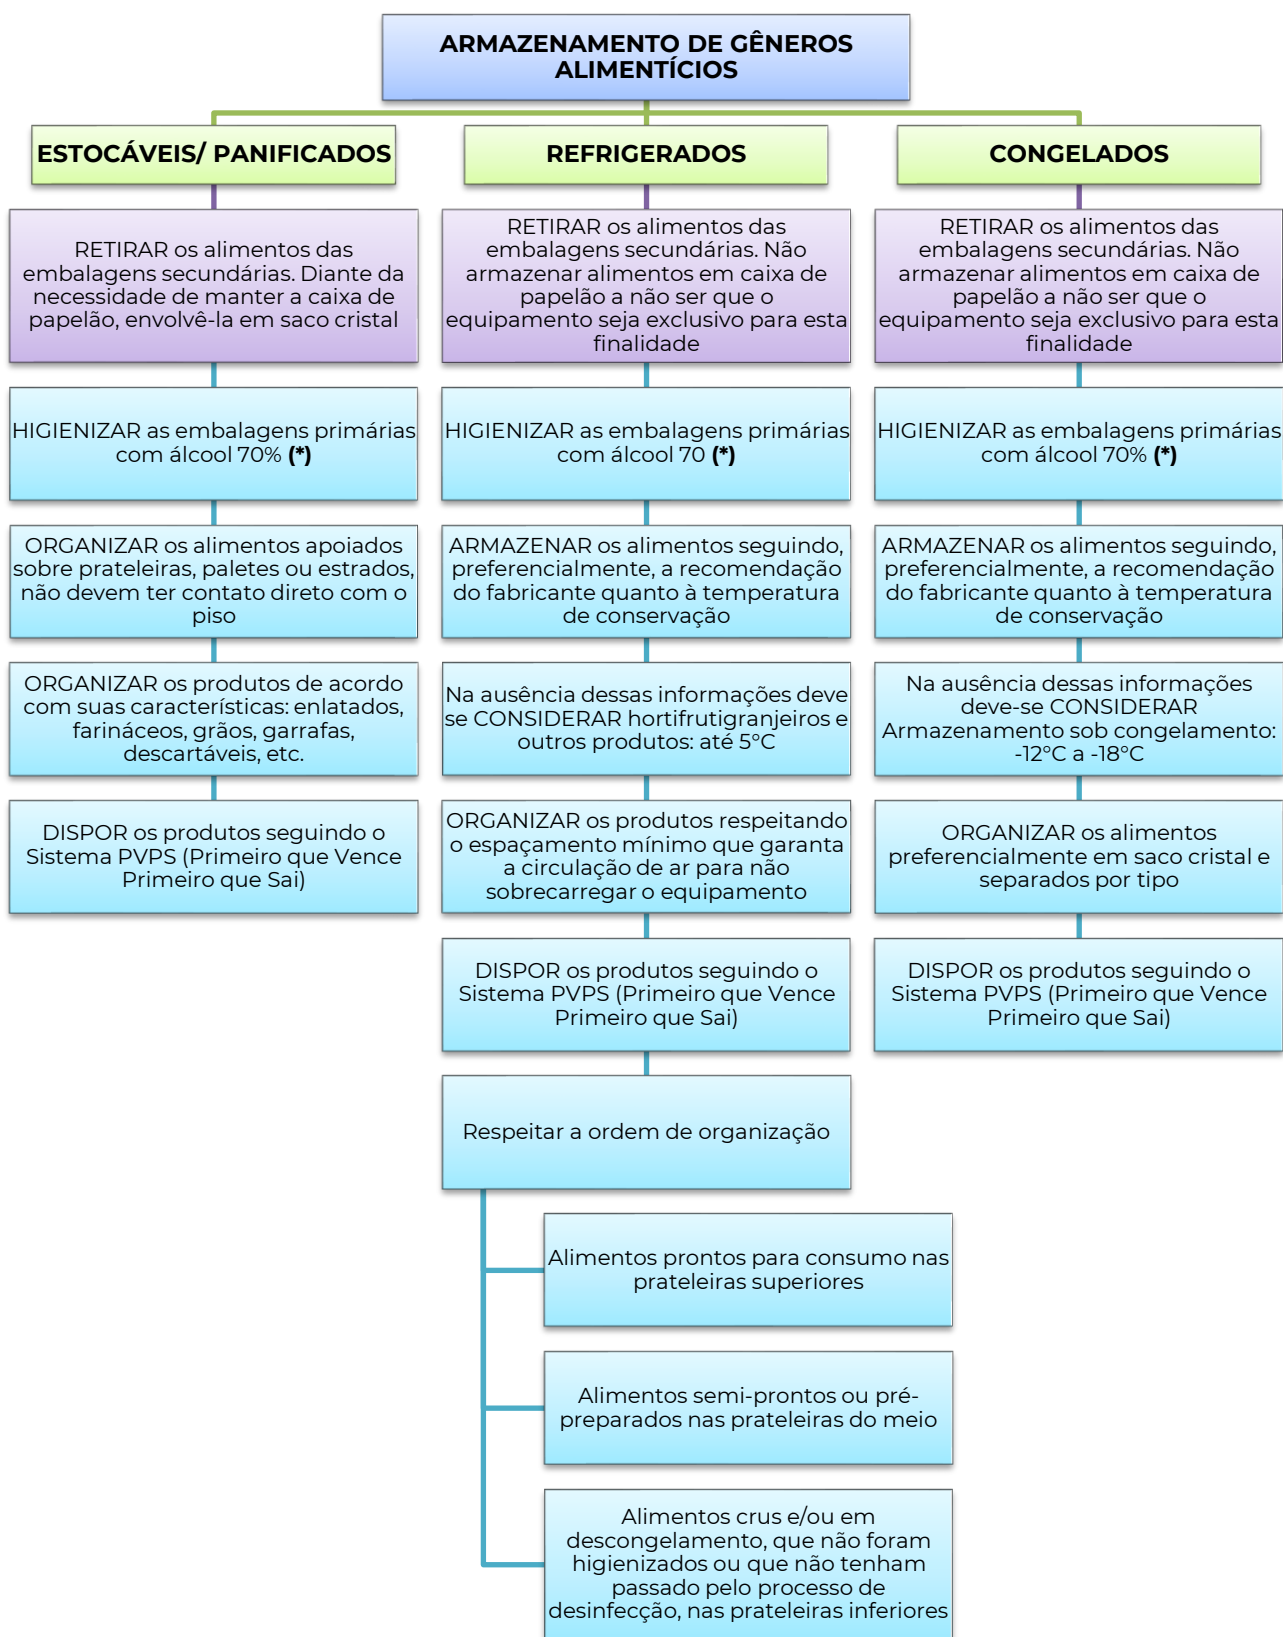 ARMAZENAMENTO DE GÊNEROS
ALIMENTÍCIOS
ESTOCÁVEIS/ PANIFICADOS
RETIRAR os alimentos das
embalagens secundárias. Diante da
necessidade de manter a caixa de
papelão, envolvê-la em saco cristal
HIGIENIZAR as embalagens primárias
com álcool 70% (*)
ORGANIZAR os alimentos apoiados
sobre prateleiras, paletes ou estrados,
não devem ter contato direto com o
piso
ORGANIZAR os produtos de acordo
com suas características: enlatados,
farináceos, grãos, garrafas,
descartáveis, etc.
DISPOR os produtos seguindo o
Sistema PVPS (Primeiro que Vence
Primeiro que Sai)
REFRIGERADOS
RETIRAR os alimentos das
embalagens secundárias. Não
armazenar alimentos em caixa de
papelão a não ser que o
equipamento seja exclusivo para esta
finalidade
HIGIENIZAR as embalagens primárias
com álcool 70 (*)
ARMAZENAR os alimentos seguindo,
preferencialmente, a recomendação
do fabricante quanto à temperatura
de conservação
Na ausência dessas informações deve
se CONSIDERAR hortifrutigranjeiros e
outros produtos: até 5°C
ORGANIZAR os produtos respeitando
o espaçamento mínimo que garanta
a circulação de ar para não
sobrecarregar o equipamento
DISPOR os produtos seguindo o
Sistema PVPS (Primeiro que Vence
Primeiro que Sai)
Respeitar a ordem de organização
Alimentos prontos para consumo nas
prateleiras superiores
Alimentos semi-prontos ou pré-
preparados nas prateleiras do meio
Alimentos crus e/ou em
descongelamento, que não foram
higienizados ou que não tenham
passado pelo processo de
desinfecção, nas prateleiras inferiores
CONGELADOS
RETIRAR os alimentos das
embalagens secundárias. Não
armazenar alimentos em caixa de
papelão a não ser que o
equipamento seja exclusivo para esta
finalidade
HIGIENIZAR as embalagens primárias
com álcool 70% (*)
ARMAZENAR os alimentos seguindo,
preferencialmente, a recomendação
do fabricante quanto à temperatura
de conservação
Na ausência dessas informações
deve-se CONSIDERAR
Armazenamento sob congelamento:
-12°C a -18°C
ORGANIZAR os alimentos
preferencialmente em saco cristal e
separados por tipo
DISPOR os produtos seguindo o
Sistema PVPS (Primeiro que Vence
Primeiro que Sai)